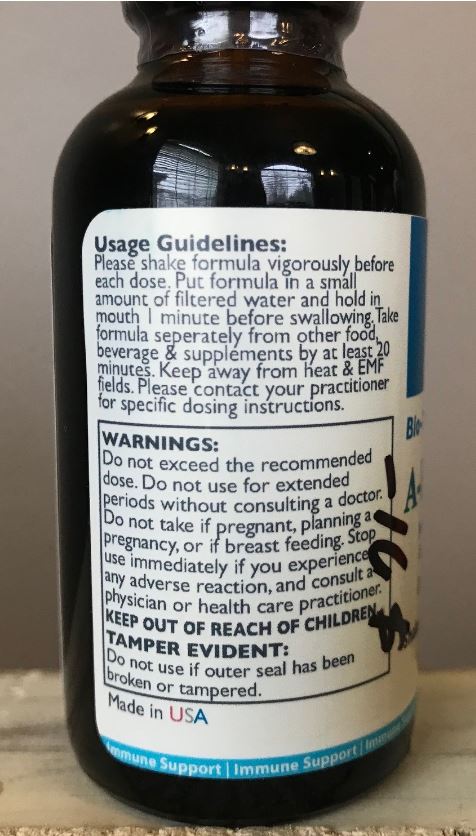 Usage Guidelines:
Please shake formula vigorously before
each dose. Put formula in a small
amount of filtered water and hold in
mouth 1 minute before swallowing. Take
formula seperately from other food,
beverage & supplements by at least 20
minutes. Keep away from heat & EMF
fields. Please contact your practitioner
for specific dosing instructions.
WARNINGS:
Do not exceed the recommended
dose. Do not use for extended
periods without consulting a doctor.
Do not take if pregnant, planning a
pregnancy, or if breast feeding. Stop
use immediately if you experience
any adverse reaction, and consult a
physician or health care practitioner.
KEEP OUT OF REACH OF CHILDREN
TAMPER EVIDENT:
Do not use if outer seal has been
broken or tampered.
Made in USA
Immune Support | Immune Support |